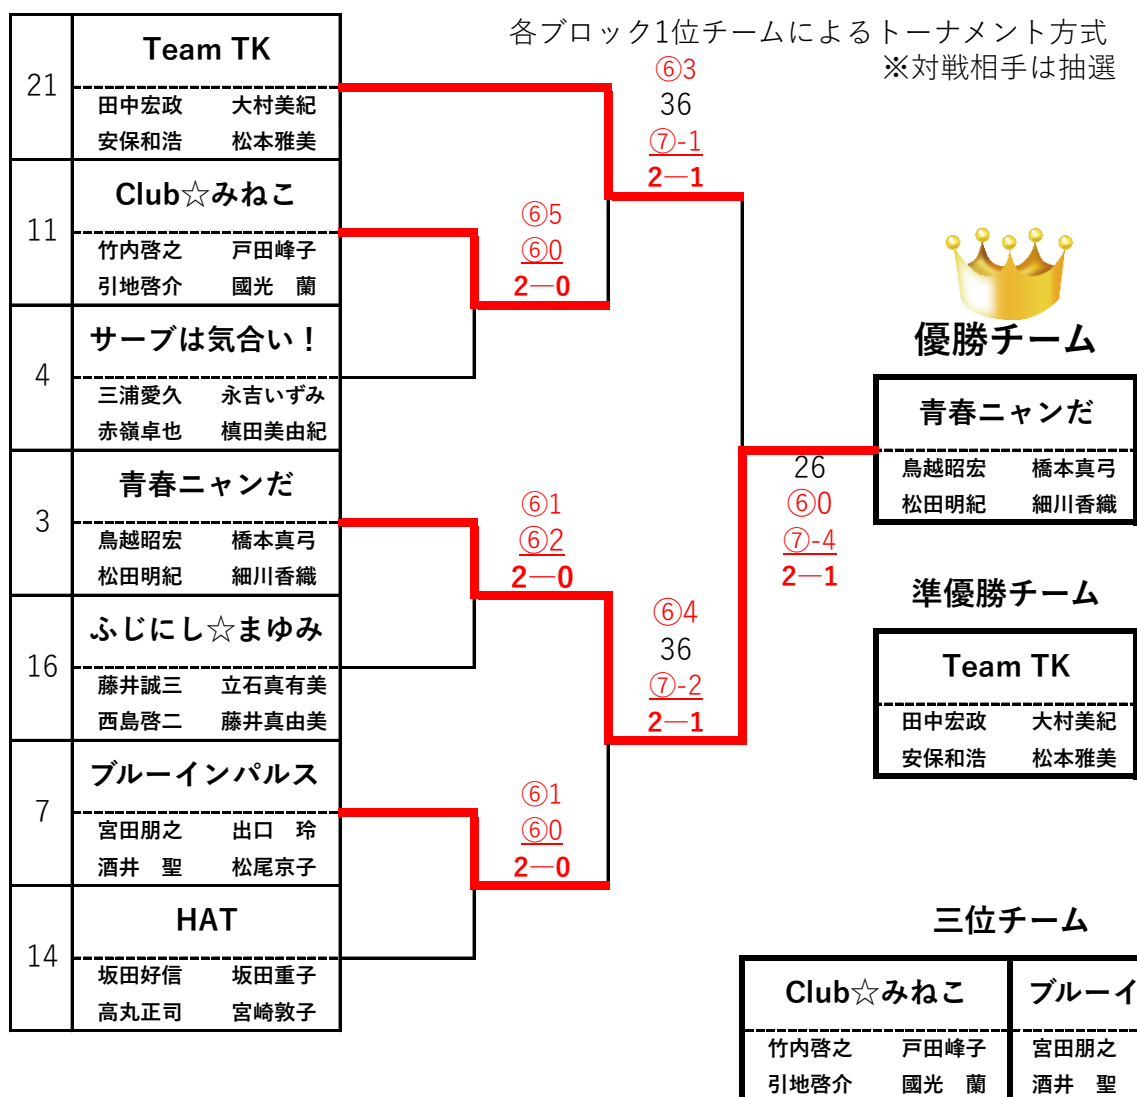 各ブロック1位チームによるトーナメント方式
※対戦相手は抽選
21
Team TK
田中宏政 大村美紀
安保和浩 松本雅美
11
Club☆みねこ
竹内啓之 戸田峰子
引地啓介 國光 蘭
4
サーブは気合い！
三浦愛久 永吉いずみ
赤嶺卓也 槙田美由紀
3
青春ニャンだ
鳥越昭宏 橋本真弓
松田明紀 細川香織
16
ふじにし☆まゆみ
藤井誠三 立石真有美
西島啓二 藤井真由美
7
ブルーインパルス
宮田朋之 出口 玲
酒井 聖 松尾京子
14
HAT
坂田好信 坂田重子
高丸正司 宮崎敦子
⑥5
⑥0
2―0
⑥1
⑥2
2―0
⑥1
⑥0
2―0
⑥3
36
⑦-1
2―1
⑥4
36
⑦-2
2―1
26
⑥0
⑦-4
2―1
優勝チーム
青春ニャンだ
鳥越昭宏 橋本真弓
松田明紀 細川香織
準優勝チーム
Team TK
田中宏政 大村美紀
安保和浩 松本雅美
三位チーム
Club☆みねこ
竹内啓之 戸田峰子
引地啓介 國光 蘭
ブルーイ
宮田朋之
酒井 聖